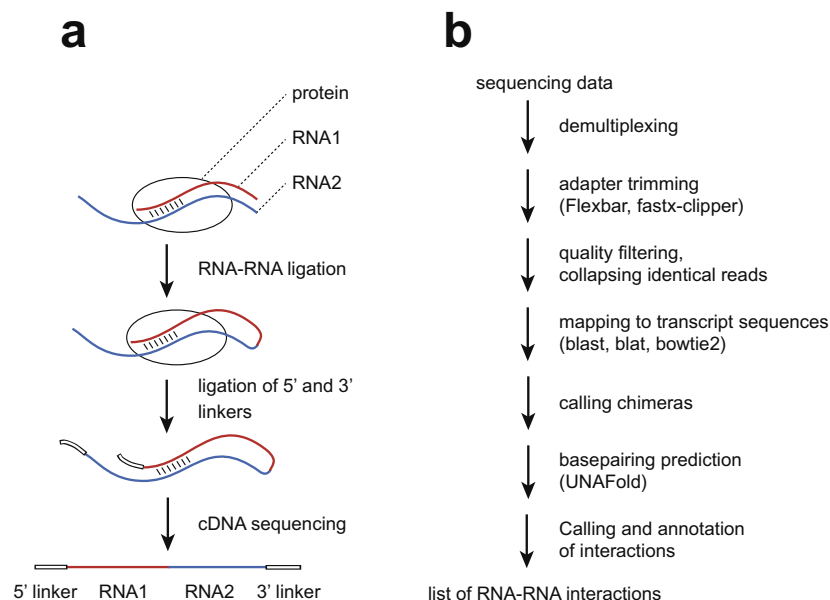 a
protein
RNA1
RNA2
RNA-RNA ligation
ligation of 5’ and 3’
linkers
cDNA sequencing
5’ linker RNA1 RNA2 3’ linker
b
sequencing data
demultiplexing
adapter trimming
(Flexbar, fastx-clipper)
quality filtering,
collapsing identical reads
mapping to transcript sequences
(blast, blat, bowtie2)
calling chimeras
basepairing prediction
(UNAFold)
Calling and annotation
of interactions
list of RNA-RNA interactions